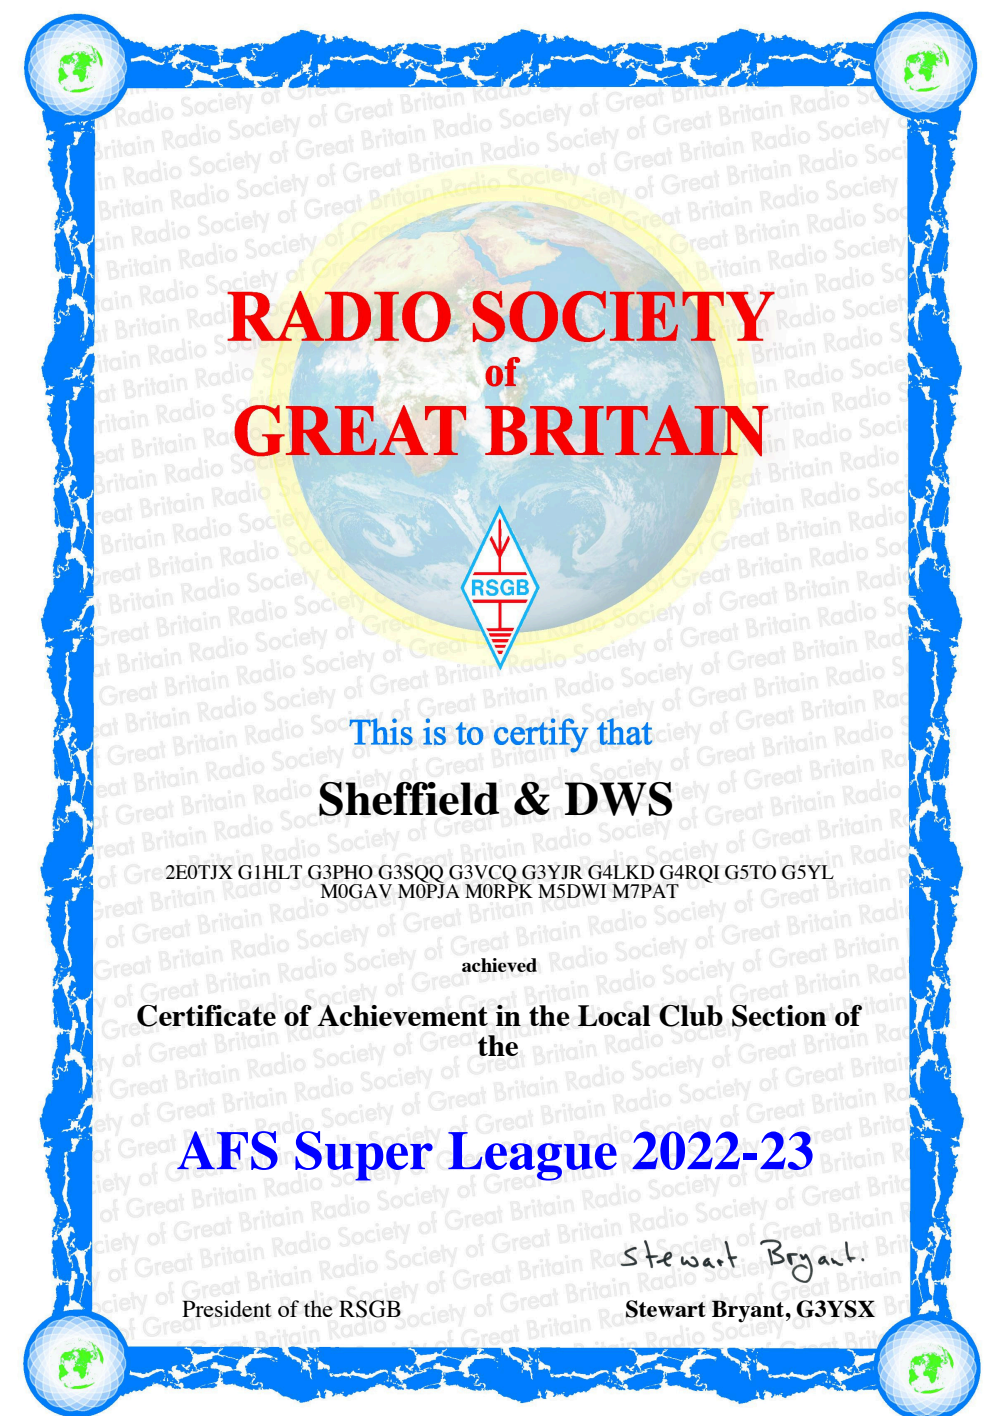 RADIO SOCIETY
of
GREAT BRITAIN
RSGB
This is to certify that
Sheffield & DWS
2E0TJX G1HLT G3PHO G3SQQ G3VCQ G3YJR G4LKD G4RQI G5TO G5YL
M0GAV M0PJA M0RPK M5DWI M7PAT
achieved
Certificate of Achievement in the Local Club Section of
the
AFS Super League 2022-23
Stewart Bryant.
President of the RSGB Stewart Bryant, G3YSX